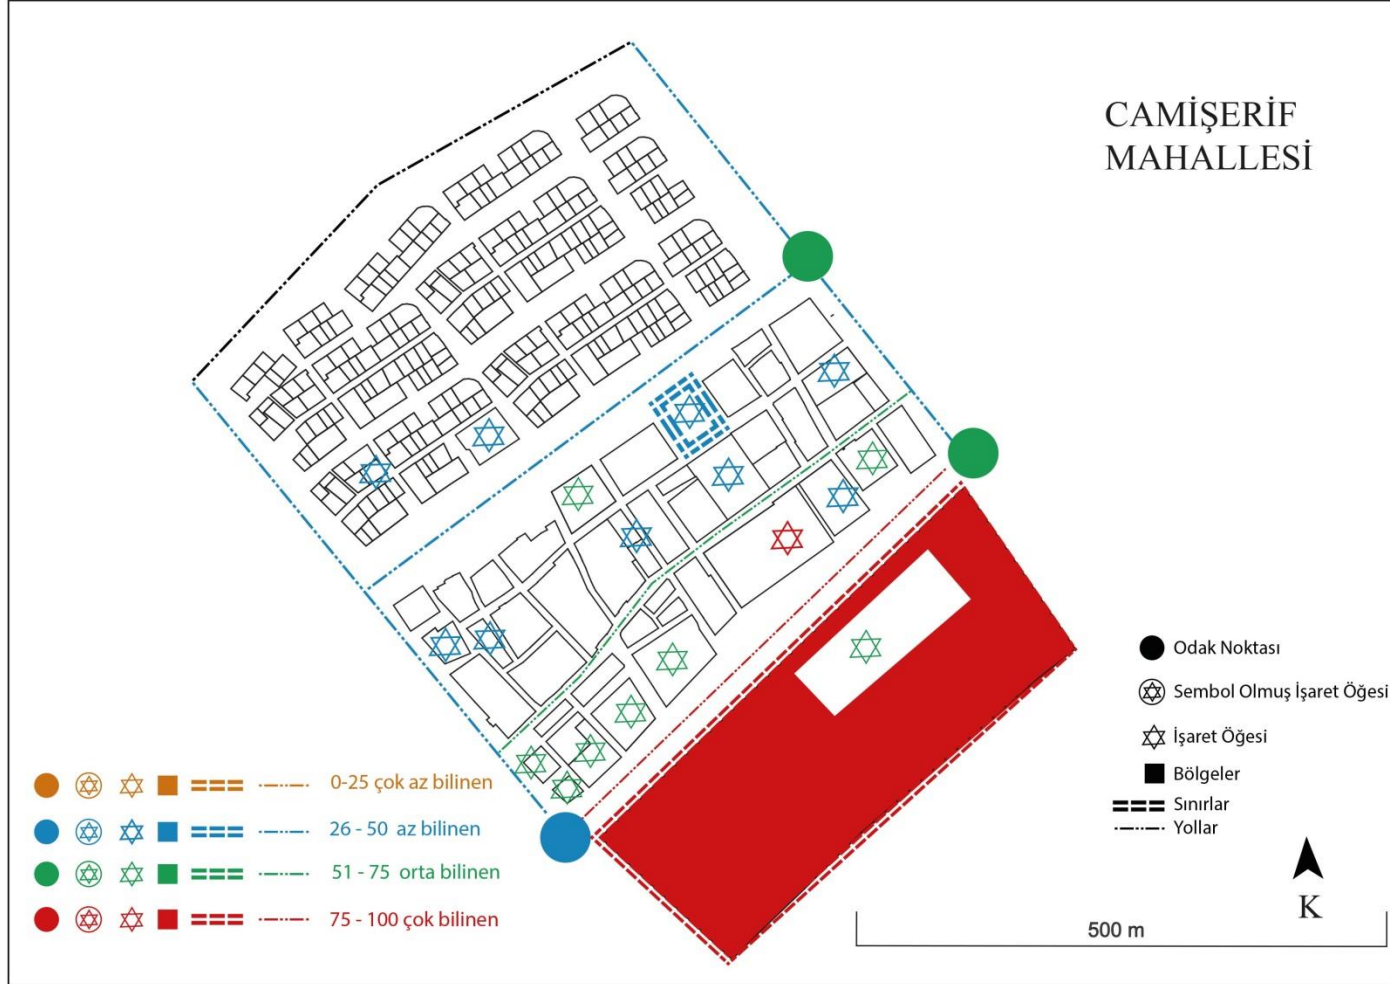 CAMİŞERİF
MAHALLESİ
Odak Noktası
Sembol Olmuş İşaret Öğesi
İşaret Öğesi
Bölgeler
Sınırlar
Yollar
0-25 çok az bilinen
26 - 50 az bilinen
51 - 75 orta bilinen
75 - 100 çok bilinen
K
500 m